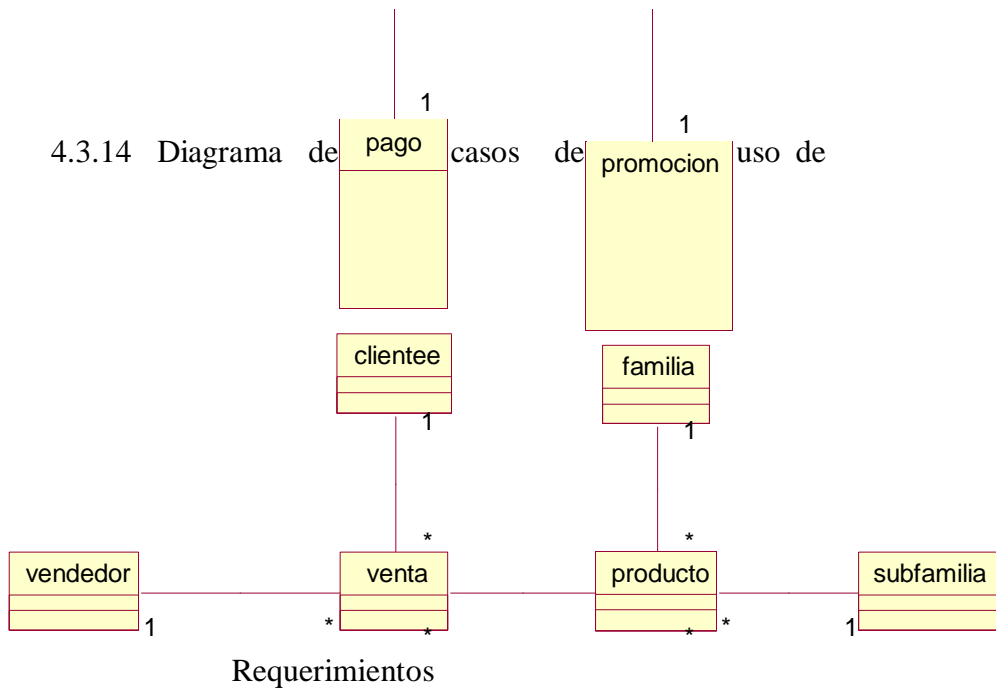 1
1
4.3.14 Diagrama de pago casos de promocion uso de
clientee
familia
1
1
*
*
vendedor
venta
producto
subfamilia
1
*
*
*
*
1
Requerimientos